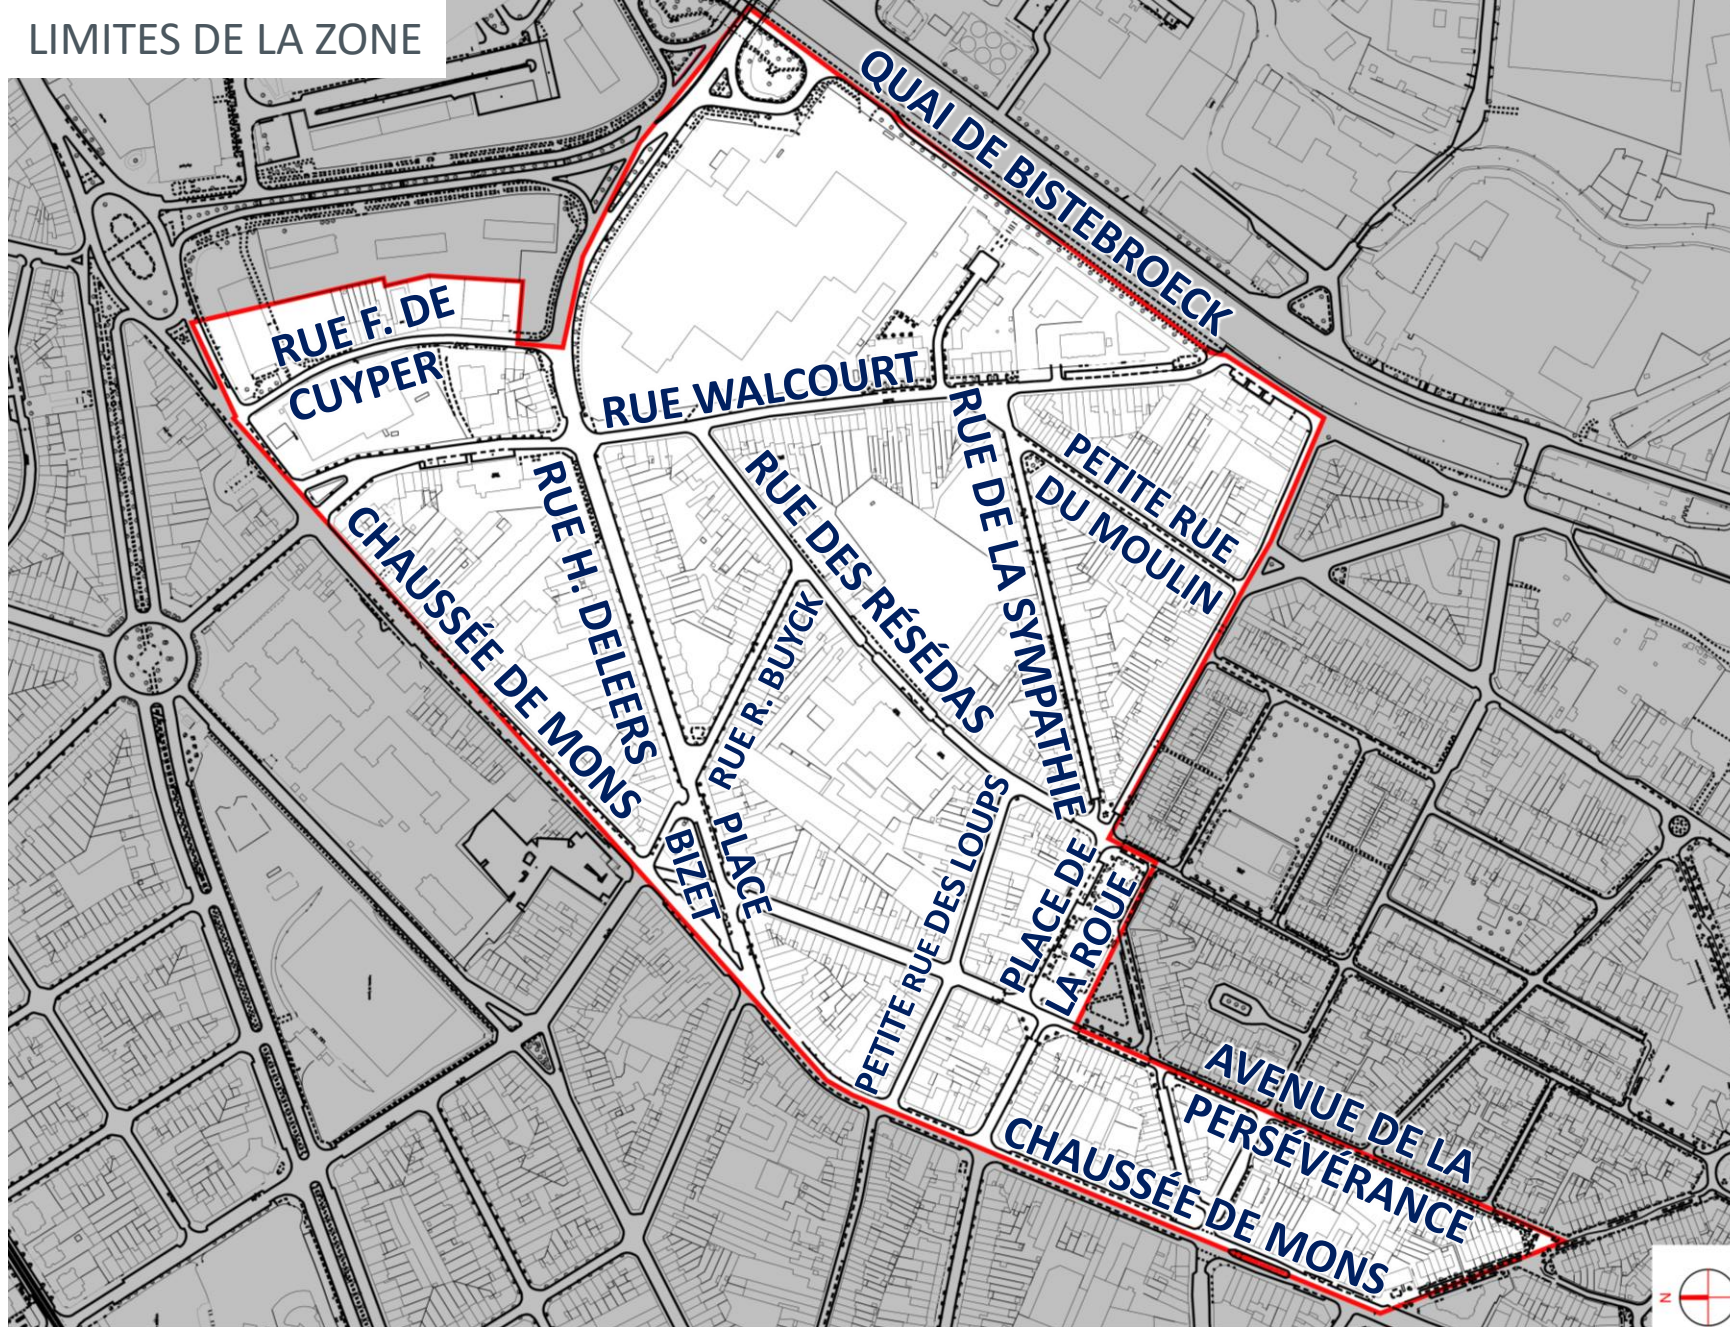 LIMITES DE LA ZONE
QUAI DE BISTEBROECK
RUE F. DE
CUYPER
RUE WALCOURT
RUE DE LA SYMPATHIE
PETITE RUE
DU MOULIN
RUE DES RÉSÉDAS
RUE H. DELEERS
CHAUSSÉE DE MONS
RUE R. BUYCK
PLACE
BIZET
PETITE RUE DES LOUPS
PLACE DE
LA ROUE
AVENUE DE LA
PERSÉVÉRANCE
CHAUSSÉE DE MONS
N